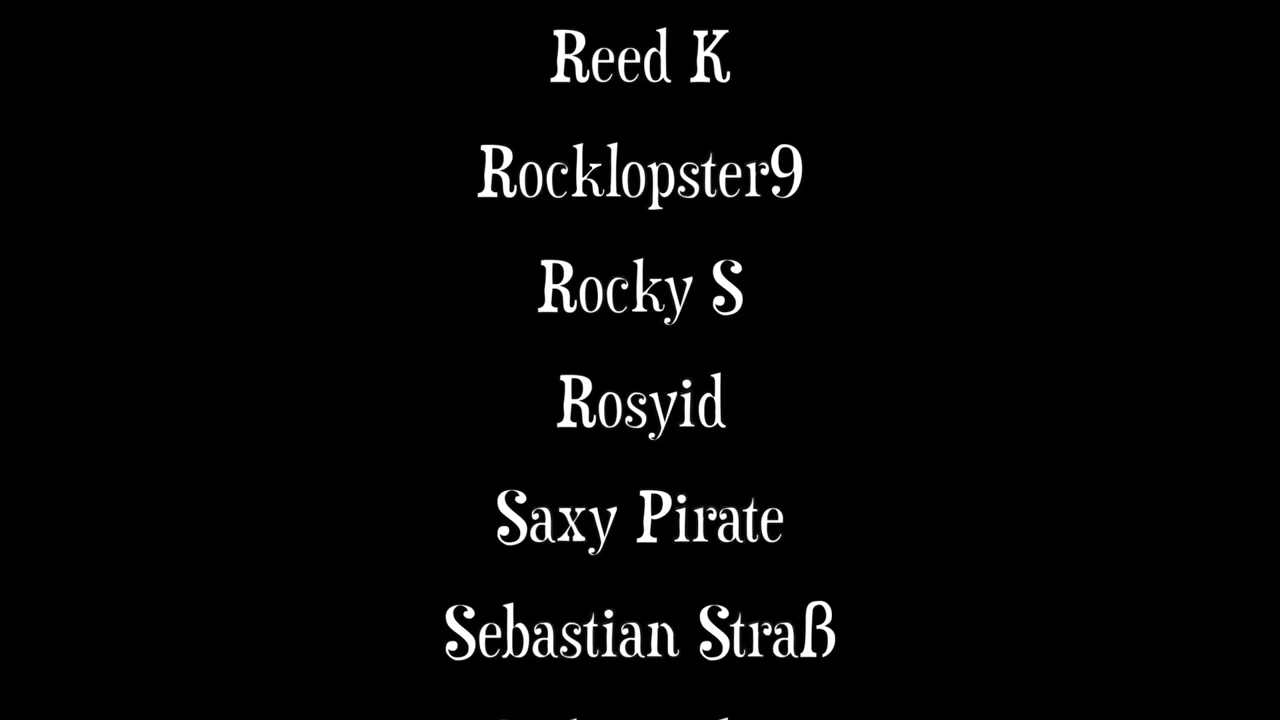 Reed K
Rocklopster9
Rocky S
Rosyid
Saxy Pirate
Sebastian Straß